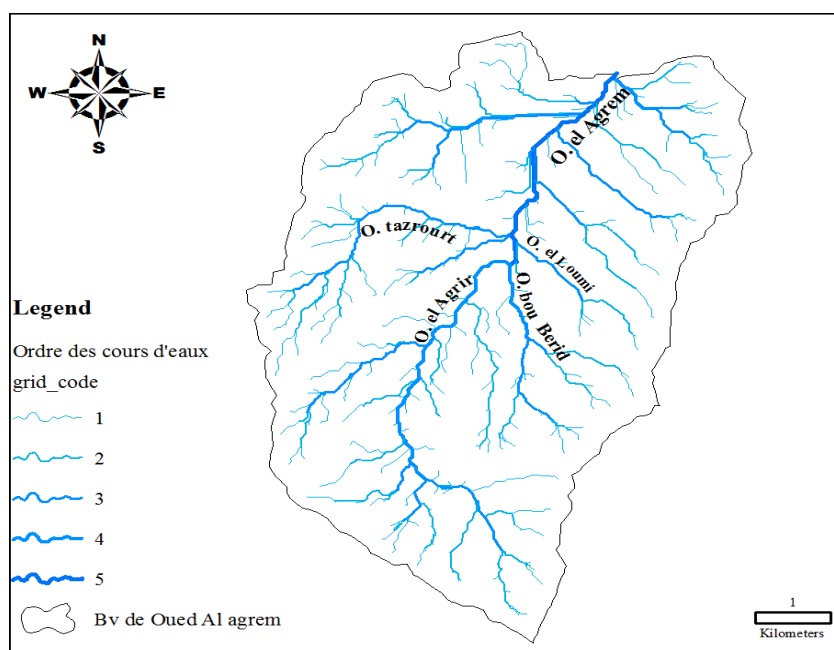 N
W E
S
O. el Agrem
O. tazrourt
O. el Loumi
O. el Agrir
O. bou Berid
Legend
Ordre des cours d'eaux
grid_code
1
2
3
4
5
Bv de Oued Al agrem
1
Kilometers